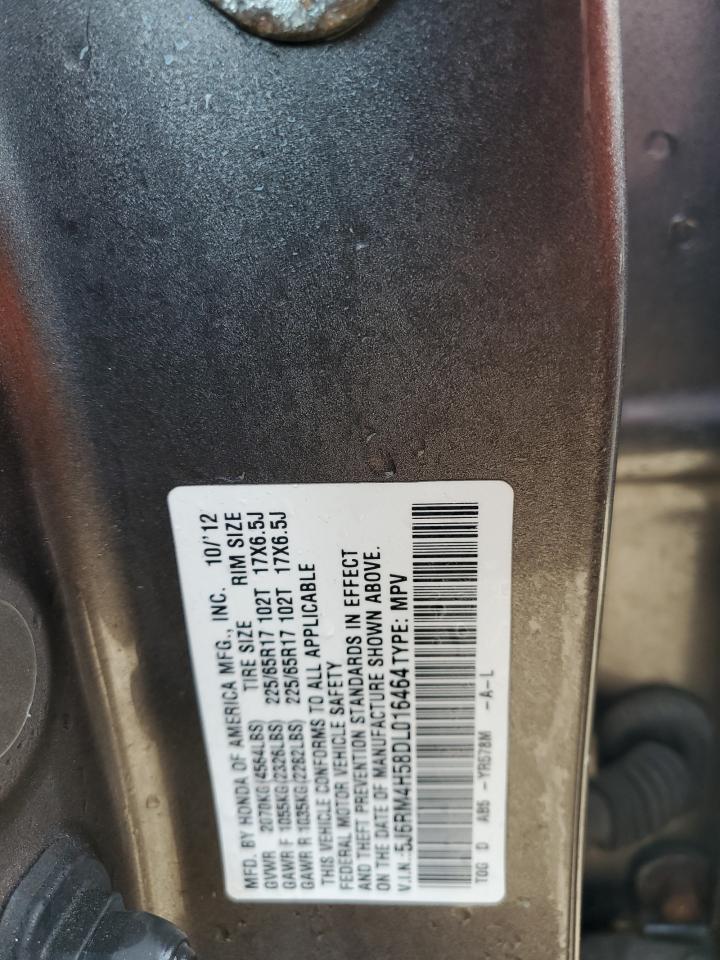 MFD. BY HONDA OF AMERICA MFG., INC. 10/'12
TIRE SIZE RIM SIZE
GVWR 2070KG(4564LBS)
GAWR F 1055KG(2326LBS) 225/65R17 102T 17X6.5J
GAWR R 1035KG(2282LBS) 225/65R17 102T 17X6.5J
THIS VEHICLE CONFORMS TO ALL APPLICABLE
FEDERAL MOTOR VEHICLE SAFETY
AND THEFT PREVENTION STANDARDS IN EFFECT
ON THE DATE OF MANUFACTURE SHOWN ABOVE.
V.I.N.:5J6RM4H58DL016464 TYPE: MPV
TOG D AB5 -YR578M -A-L